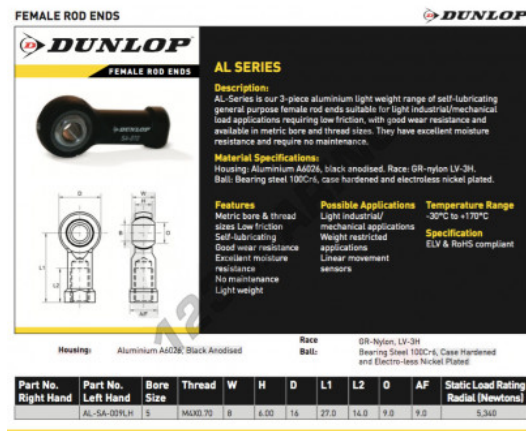 FEMALE ROD ENDS
DUNLOP
DUNLOP
FEMALE ROD ENDS
AL SERIES
Description:
AL-Series is our 3-piece aluminium light weight range of self-lubricating
general purpose female rod ends suitable for light industrial/mechanical
load applications requiring low friction, with good wear resistance and
available in metric bore and thread sizes. They have excellent moisture
resistance and require no maintenance.
Material Specifications:
Housing: Aluminium A6026, black anodised. Race: GR-nylon LV-3H.
Ball: Bearing steel 100Cr6, case hardened and electroless nickel plated.
Features
Metric bore & thread
sizes Low friction
Self-lubricating
Good wear resistance
Excellent moisture
resistance
No maintenance
Light weight
Possible Applications
Light industrial/
mechanical applications
Weight restricted
applications
Linear movement
sensors
Temperature Range
-30°C to +170°C
Specification
ELV & RoHS compliant
DUNLOP
O
W
H
B
D
L1
L2
A/F
Housing: Aluminium A6026, Black Anodised
Race GR-Nylon, LV-3H
Ball: Bearing Steel 100Cr6, Case Hardened
and Electro-less Nickel Plated
Part No. Right Hand Part No. Left Hand Bore Size Thread W H D L1 L2 O AF Static Load Rating Radial (Newtons)
AL-SA-009LH 5 M4X0.70 8 6.00 16 27.0 14.0 9.0 9.0 5,340